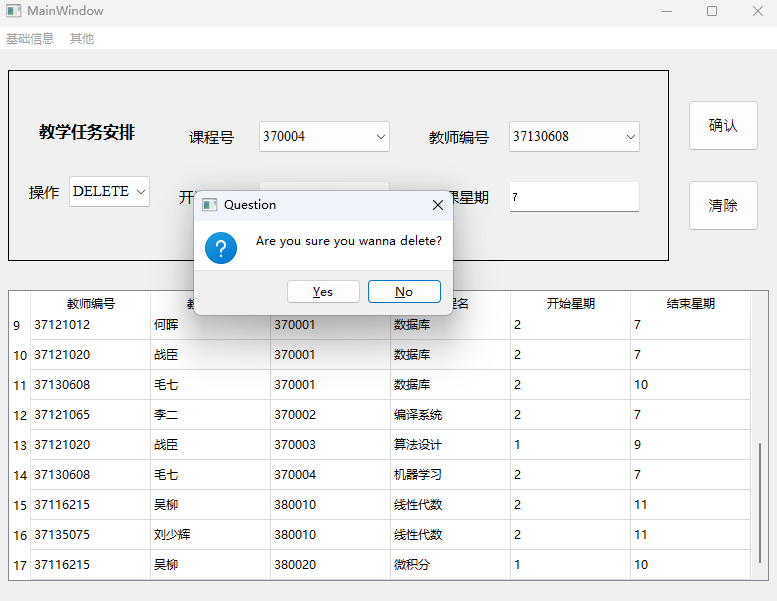 MainWindow
基础信息 其他
教学任务安排 课程号 370004 教师编号 37130608 确认
操作 DELETE 开 课星期 7 清除
Question
Are you sure you wanna delete?
Yes No
教师编号 程名 开始星期 结束星期
9 37121012 何晖 370001 数据库 2 7
10 37121020 战臣 370001 数据库 2 7
11 37130608 毛七 370001 数据库 2 10
12 37121065 李二 370002 编译系统 2 7
13 37121020 战臣 370003 算法设计 1 9
14 37130608 毛七 370004 机器学习 2 7
15 37116215 吴柳 380010 线性代数 2 11
16 37135075 刘少辉 380010 线性代数 2 11
17 37116215 吴柳 380020 微积分 1 10